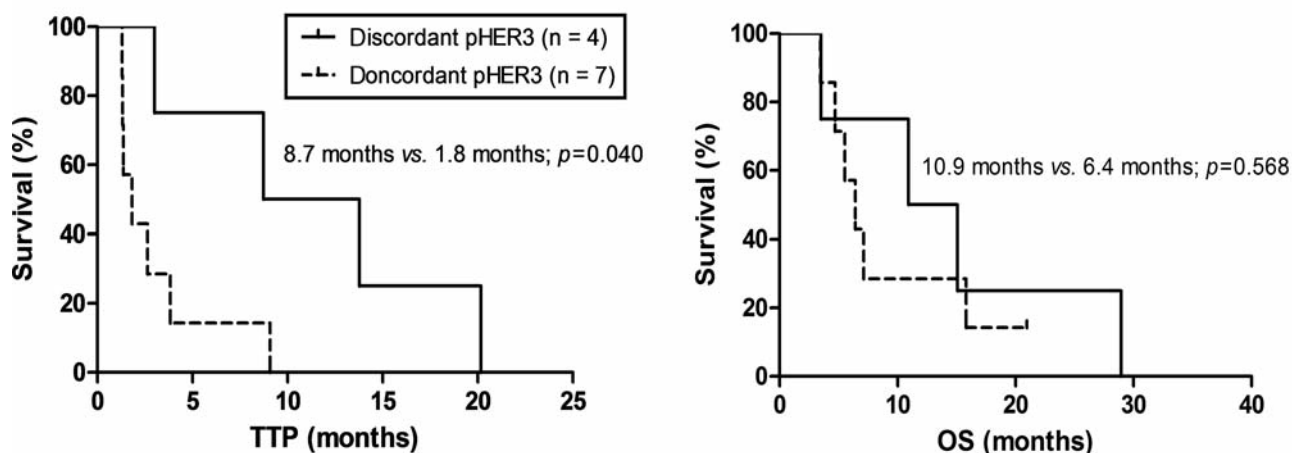 100
80
60
40
20
0
Survival (%)
0 5 10 15 20 25
TTP (months)
Discordant pHER3 (n = 4)
Doncordant pHER3 (n = 7)
8.7 months vs. 1.8 months; p=0.040
100
80
60
40
20
0
Survival (%)
0 10 20 30 40
OS (months)
10.9 months vs. 6.4 months; p=0.568